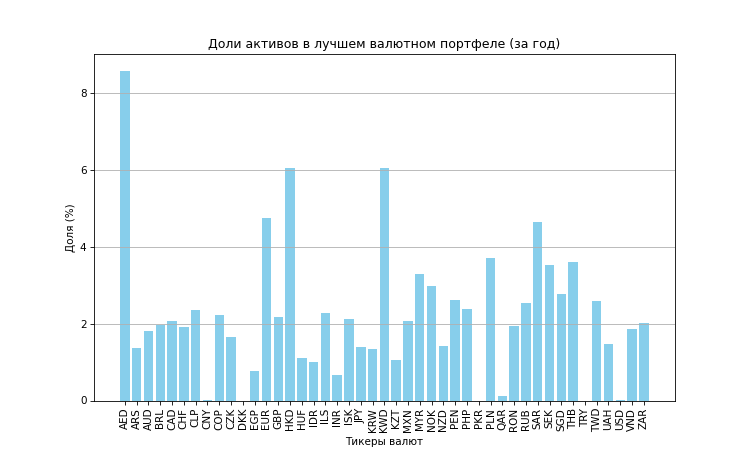 Доли активов в лучшем валютном портфеле (за год)
Доля (%)
8
6
4
2
0
AED ARS AUD BRL CAD CHF CLP CNY COP CZK DKK EGP EUR GBP HKD HUF IDR ILS INR ISK JPY KRW KWD KZT MXN MYR NOK NZD PEN PHP PKR PLN QAR RON RUB SAR SEK SGD THB TRY TWD UAH USD VND ZAR
Тикеры валют